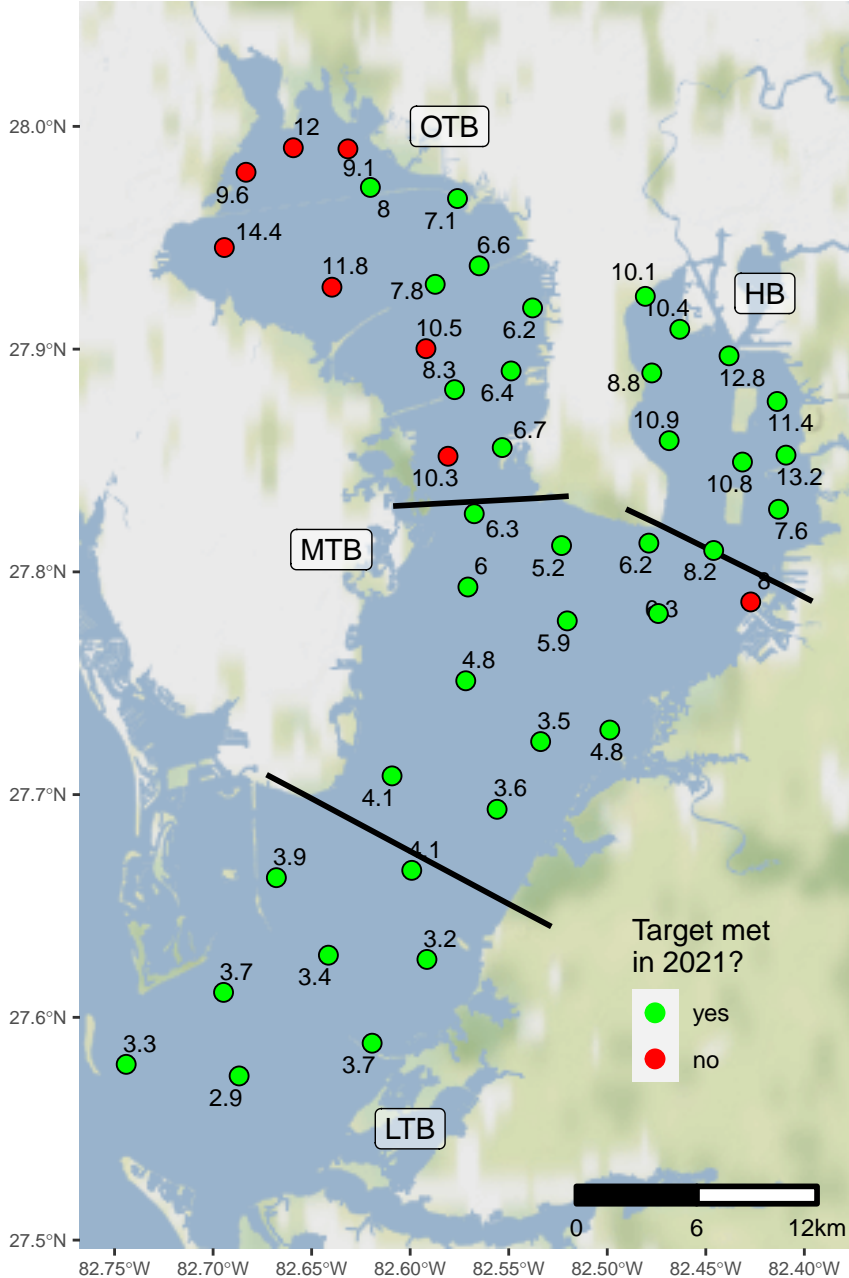 28.0°N
12
OTB
9.1
9.6
8
7.1
14.4
6.6
11.8
7.8
10.1
HB
10.4
6.2
27.9°N
10.5
8.3
6.4
8.8
12.8
11.4
10.9
6.7
10.3
10.8
13.2
6.3
7.6
MTB
5.2
6.2
8.2
27.8°N
6
8
6.3
5.9
4.8
3.5
4.8
27.7°N
4.1
3.6
4.1
3.9
3.2
3.4
Target met
in 2021?
3.7
yes
27.6°N
3.3
3.7
no
2.9
LTB
0 6 12km
27.5°N
82.75°W 82.70°W 82.65°W 82.60°W 82.55°W 82.50°W 82.45°W 82.40°W